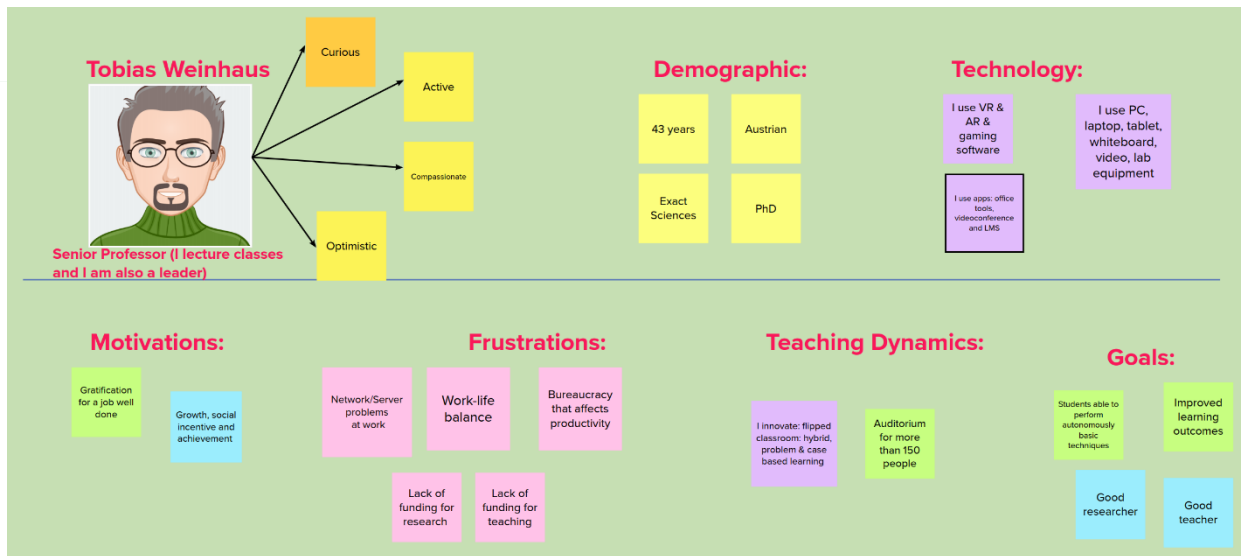 Tobias Weinhaus
Curious
Active
Compassionate
Optimistic
Senior Professor (I lecture classes
and I am also a leader)
Demographic:
43 years
Austrian
Exact
Sciences
PhD
Technology:
I use VR &
AR &
gaming
software
I use PC,
laptop, tablet,
whiteboard,
video, lab
equipment
I use apps: office
tools,
videoconference
and LMS
Motivations:
Gratification
for a job well
done
Growth, social
incentive and
achievement
Frustrations:
Network/Server
problems
at work
Work-life
balance
Bureaucracy
that affects
productivity
Lack of
funding for
research
Lack of
funding for
teaching
Teaching Dynamics:
I innovate: flipped
classroom: hybrid,
problem & case
based learning
Auditorium
for more
than 150
people
Goals:
Students able to
perform
autonomously
basic
techniques
Improved
learning
outcomes
Good
researcher
Good
teacher